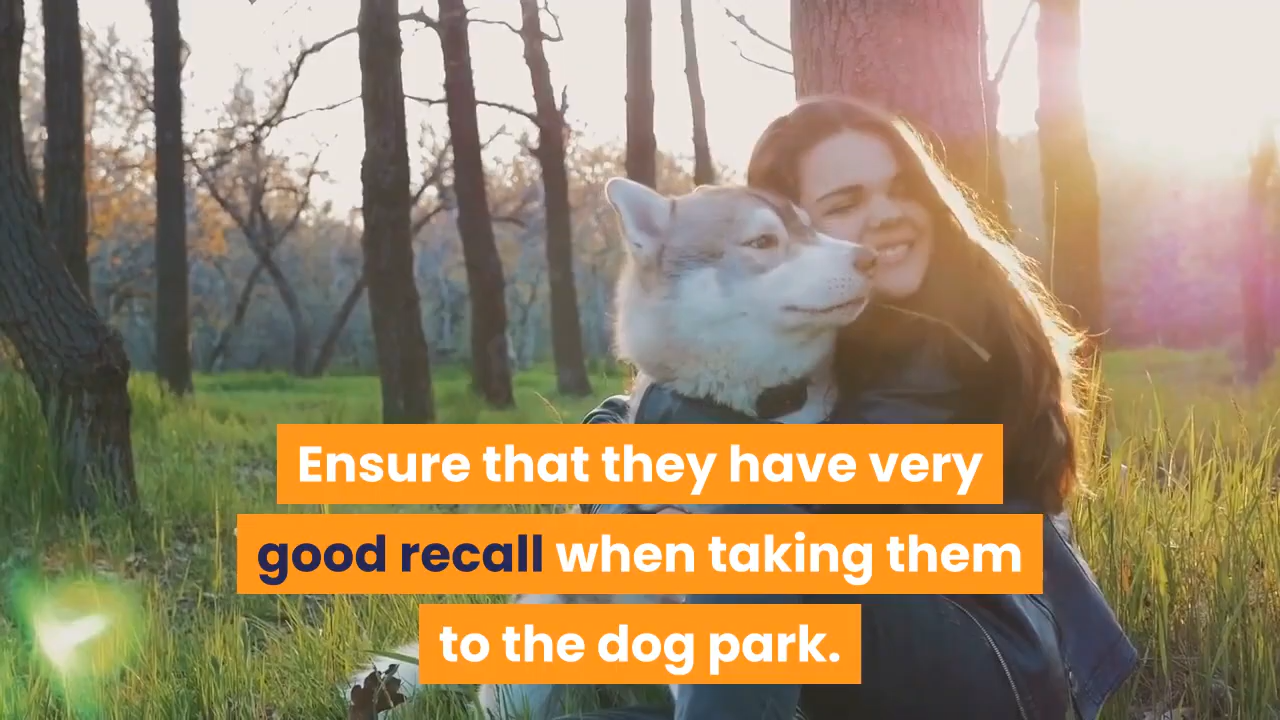 Ensure that they have very
good recall when taking them
to the dog park.